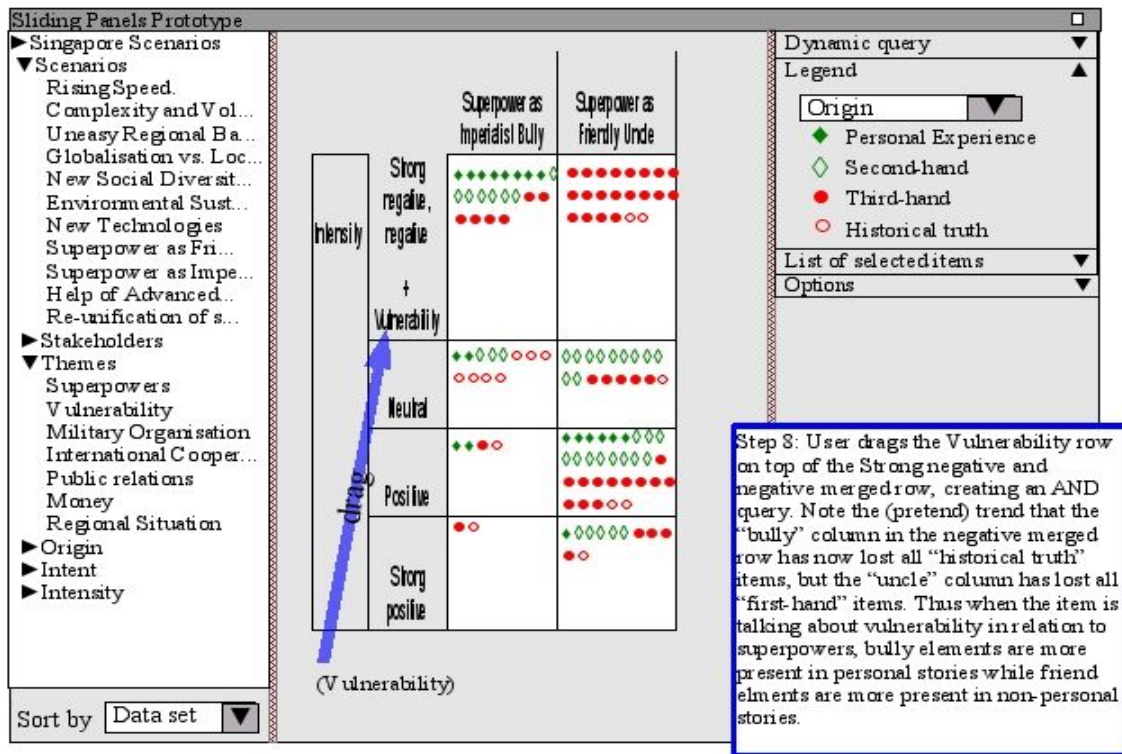 Sliding Panels Prototype
▶Singapore Scenarios
▼Scenarios
RisingSpeed.
Complexity and Vol...
Uneasy Regional Ba...
Globalisation vs. Loc...
New Social Diversit...
Environmental Sust...
New Technologies
Superpower as Fri...
Superpower as Impe...
Help of Advanced...
Re-unification of s...
▶Stakeholders
▼Themes
Superpowers
Vulnerability
Military Organisation
International Cooper...
Public relations
Money
Regional Situation
▶Origin
▶Intent
▶Intensity
Sort by
Data set
Superpower as
Imperialist Bully
Superpower as
Friendly Uncle
Intensity
Strong
negative,
negative
+
Vulnerability
Neutral
Positive
Strong
positive
drag
(Vulnerability)
Dynamic query
Legend
Origin
Personal Experience
Second-hand
Third-hand
Historical truth
List of selected items
Options
Step 8: User drags the Vulnerability row
on top of the Strong negative and
negative merged row, creating an AND
query. Note the (pretend) trend that the
“bully” column in the negative merged
row has now lost all “historical truth”
items, but the “uncle” column has lost all
“first-hand” items. Thus when the item is
talking about vulnerability in relation to
superpowers, bully elements are more
present in personal stories while friend
elments are more present in non-personal
stories.